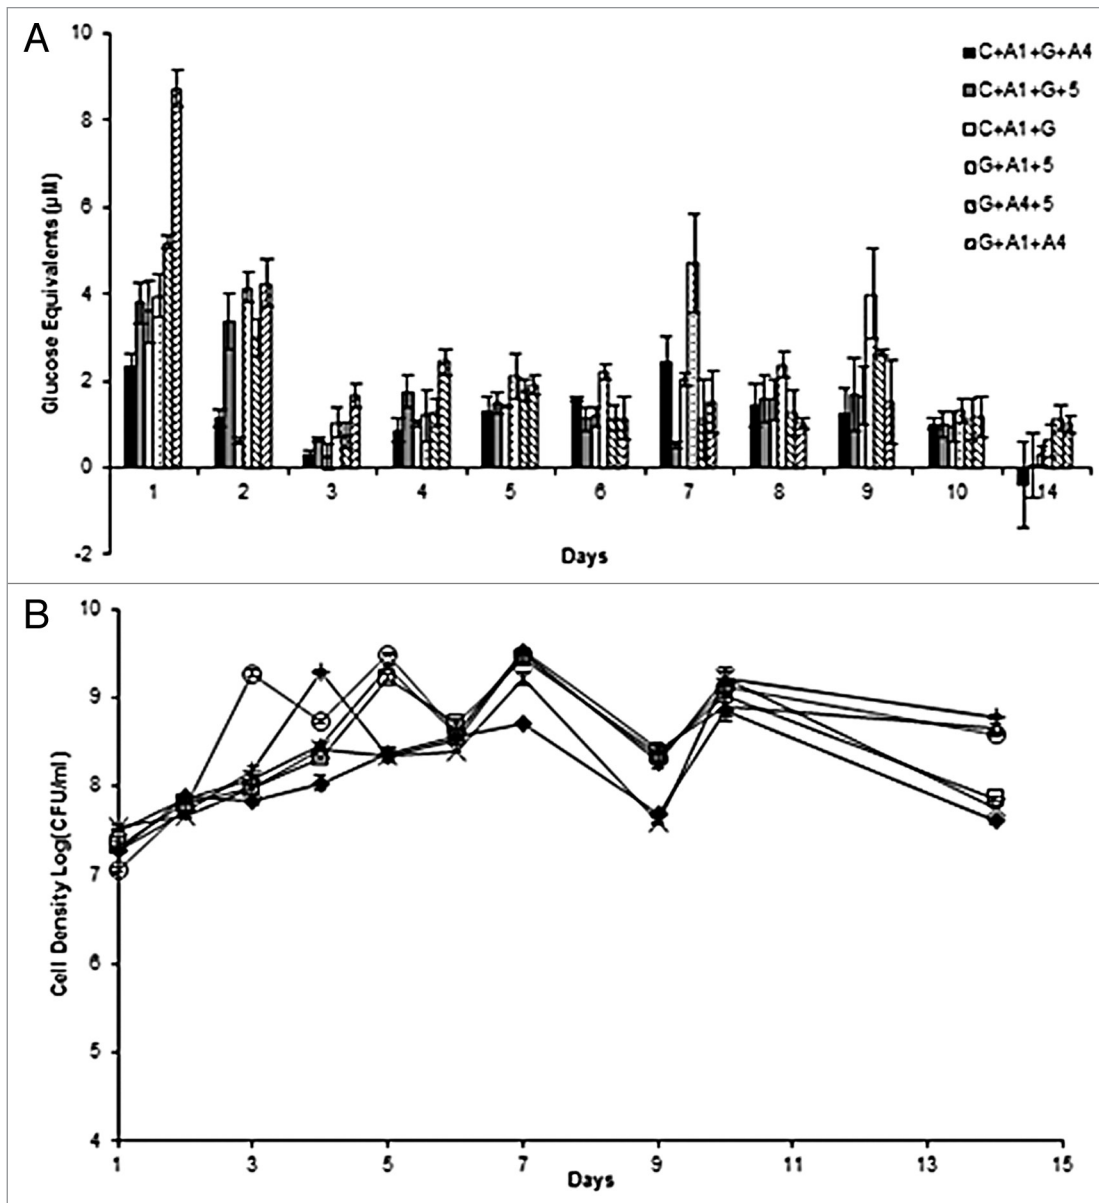 A
10
8
6
4
2
0
-2
Glucose Equivalents (µM)
C+A1+G+A4
C+A1+G+5
C+A1+G
G+A1+5
G+A4+5
G+A1+A4
1 2 3 4 5 6 7 8 9 10 14
Days
B
10
9
8
7
6
5
4
Cell Density Log(CFU/ml)
1 3 5 7 9 11 13 15
Days